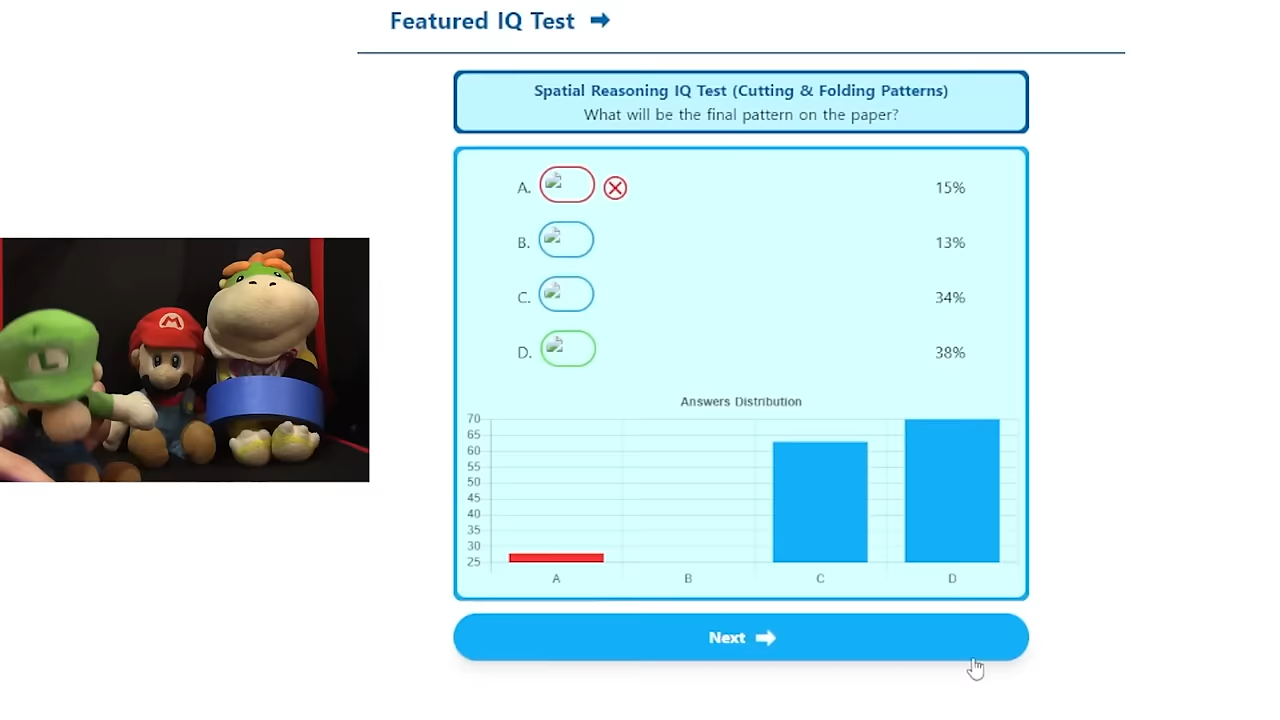 Featured IQ Test
Spatial Reasoning IQ Test (Cutting & Folding Patterns)
What will be the final pattern on the paper?
A. 15%
B. 13%
C. 34%
D. 38%
Answers Distribution
70
65
60
55
50
45
40
35
30
25
A B C D
Next
M
L